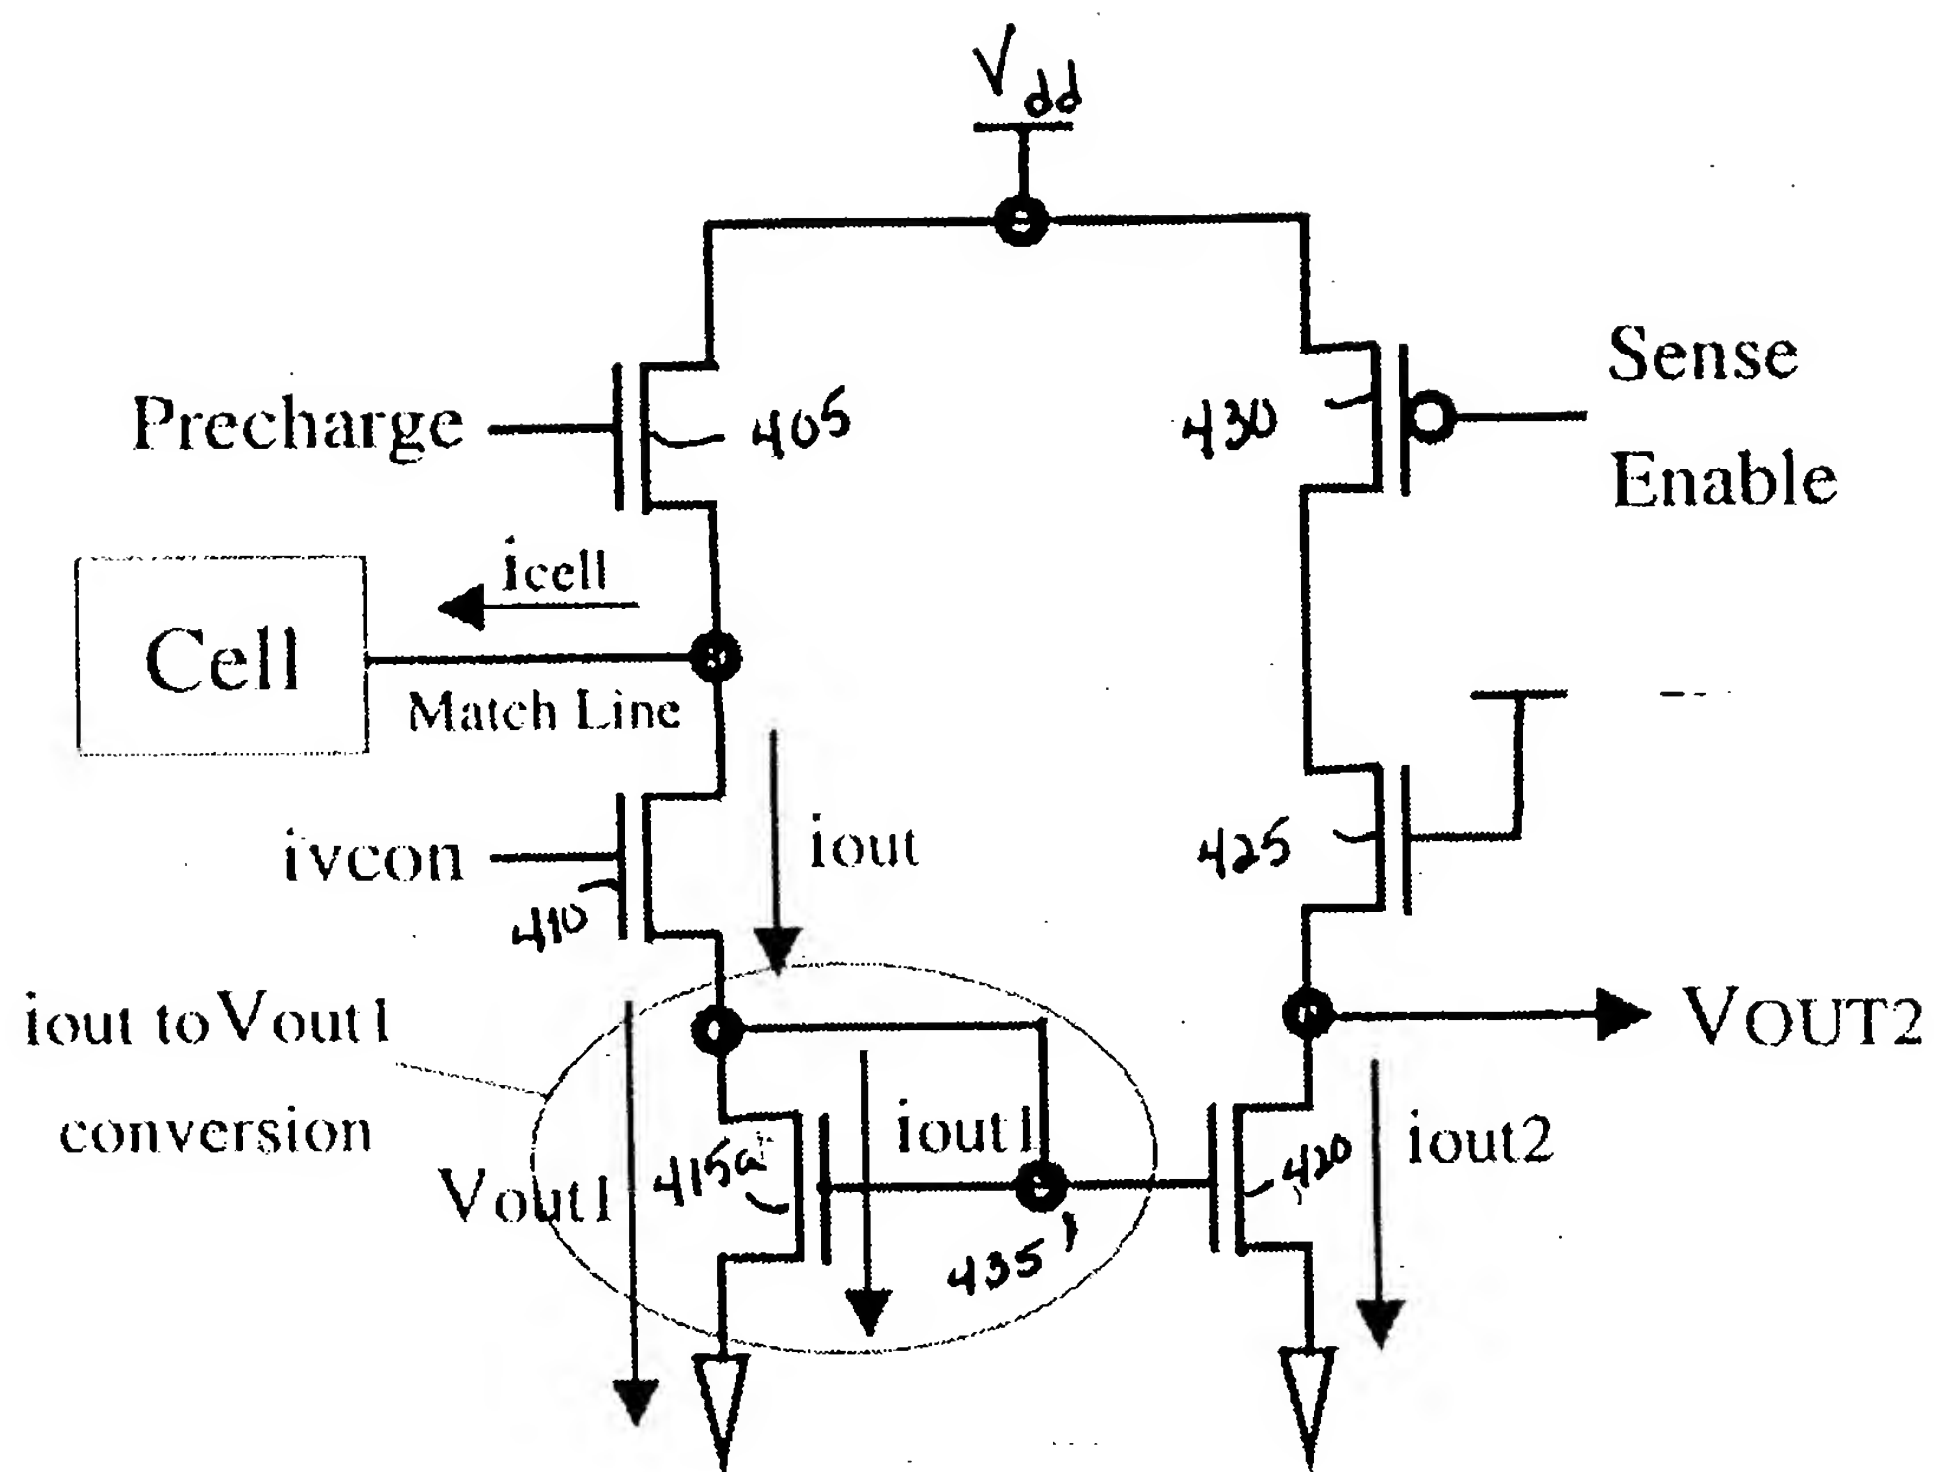 Vdd
Precharge
405
430
Sense
Enable
icell
Cell
Match Line
ivcon
410
iout
425
iout to Vout1
conversion
VOUT2
Vout1
415a
iout1
435
420
iout2